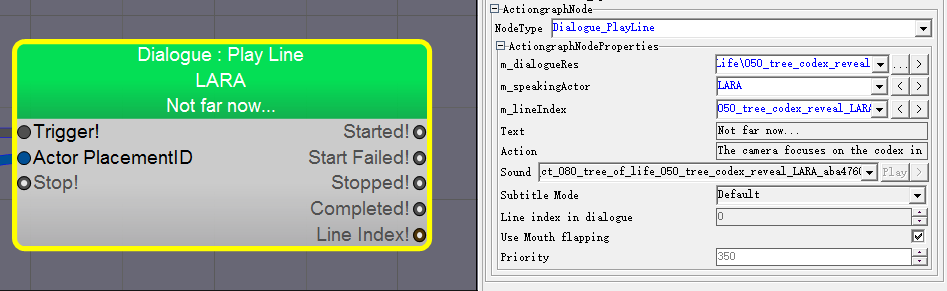 Dialogue : Play Line
LARA
Not far now...
Trigger!
Started!
Actor PlacementID
Start Failed!
Stop!
Stopped!
Completed!
Line Index!
ActiongraphNode
NodeType
Dialogue_PlayLine
ActiongraphNodeProperties
m_dialogueRes
Life\050_tree_codex_reveal
...
>
m_speakingActor
LARA
< >
m_lineIndex
050_tree_codex_reveal_LARA
< >
Text
Not far now...
Action
The camera focuses on the codex in
Sound
ct_080_tree_of_life_050_tree_codex_reveal_LARA_aba4760
Play >
Subtitle Mode
Default
Line index in dialogue
0
Use Mouth flapping
Priority
350